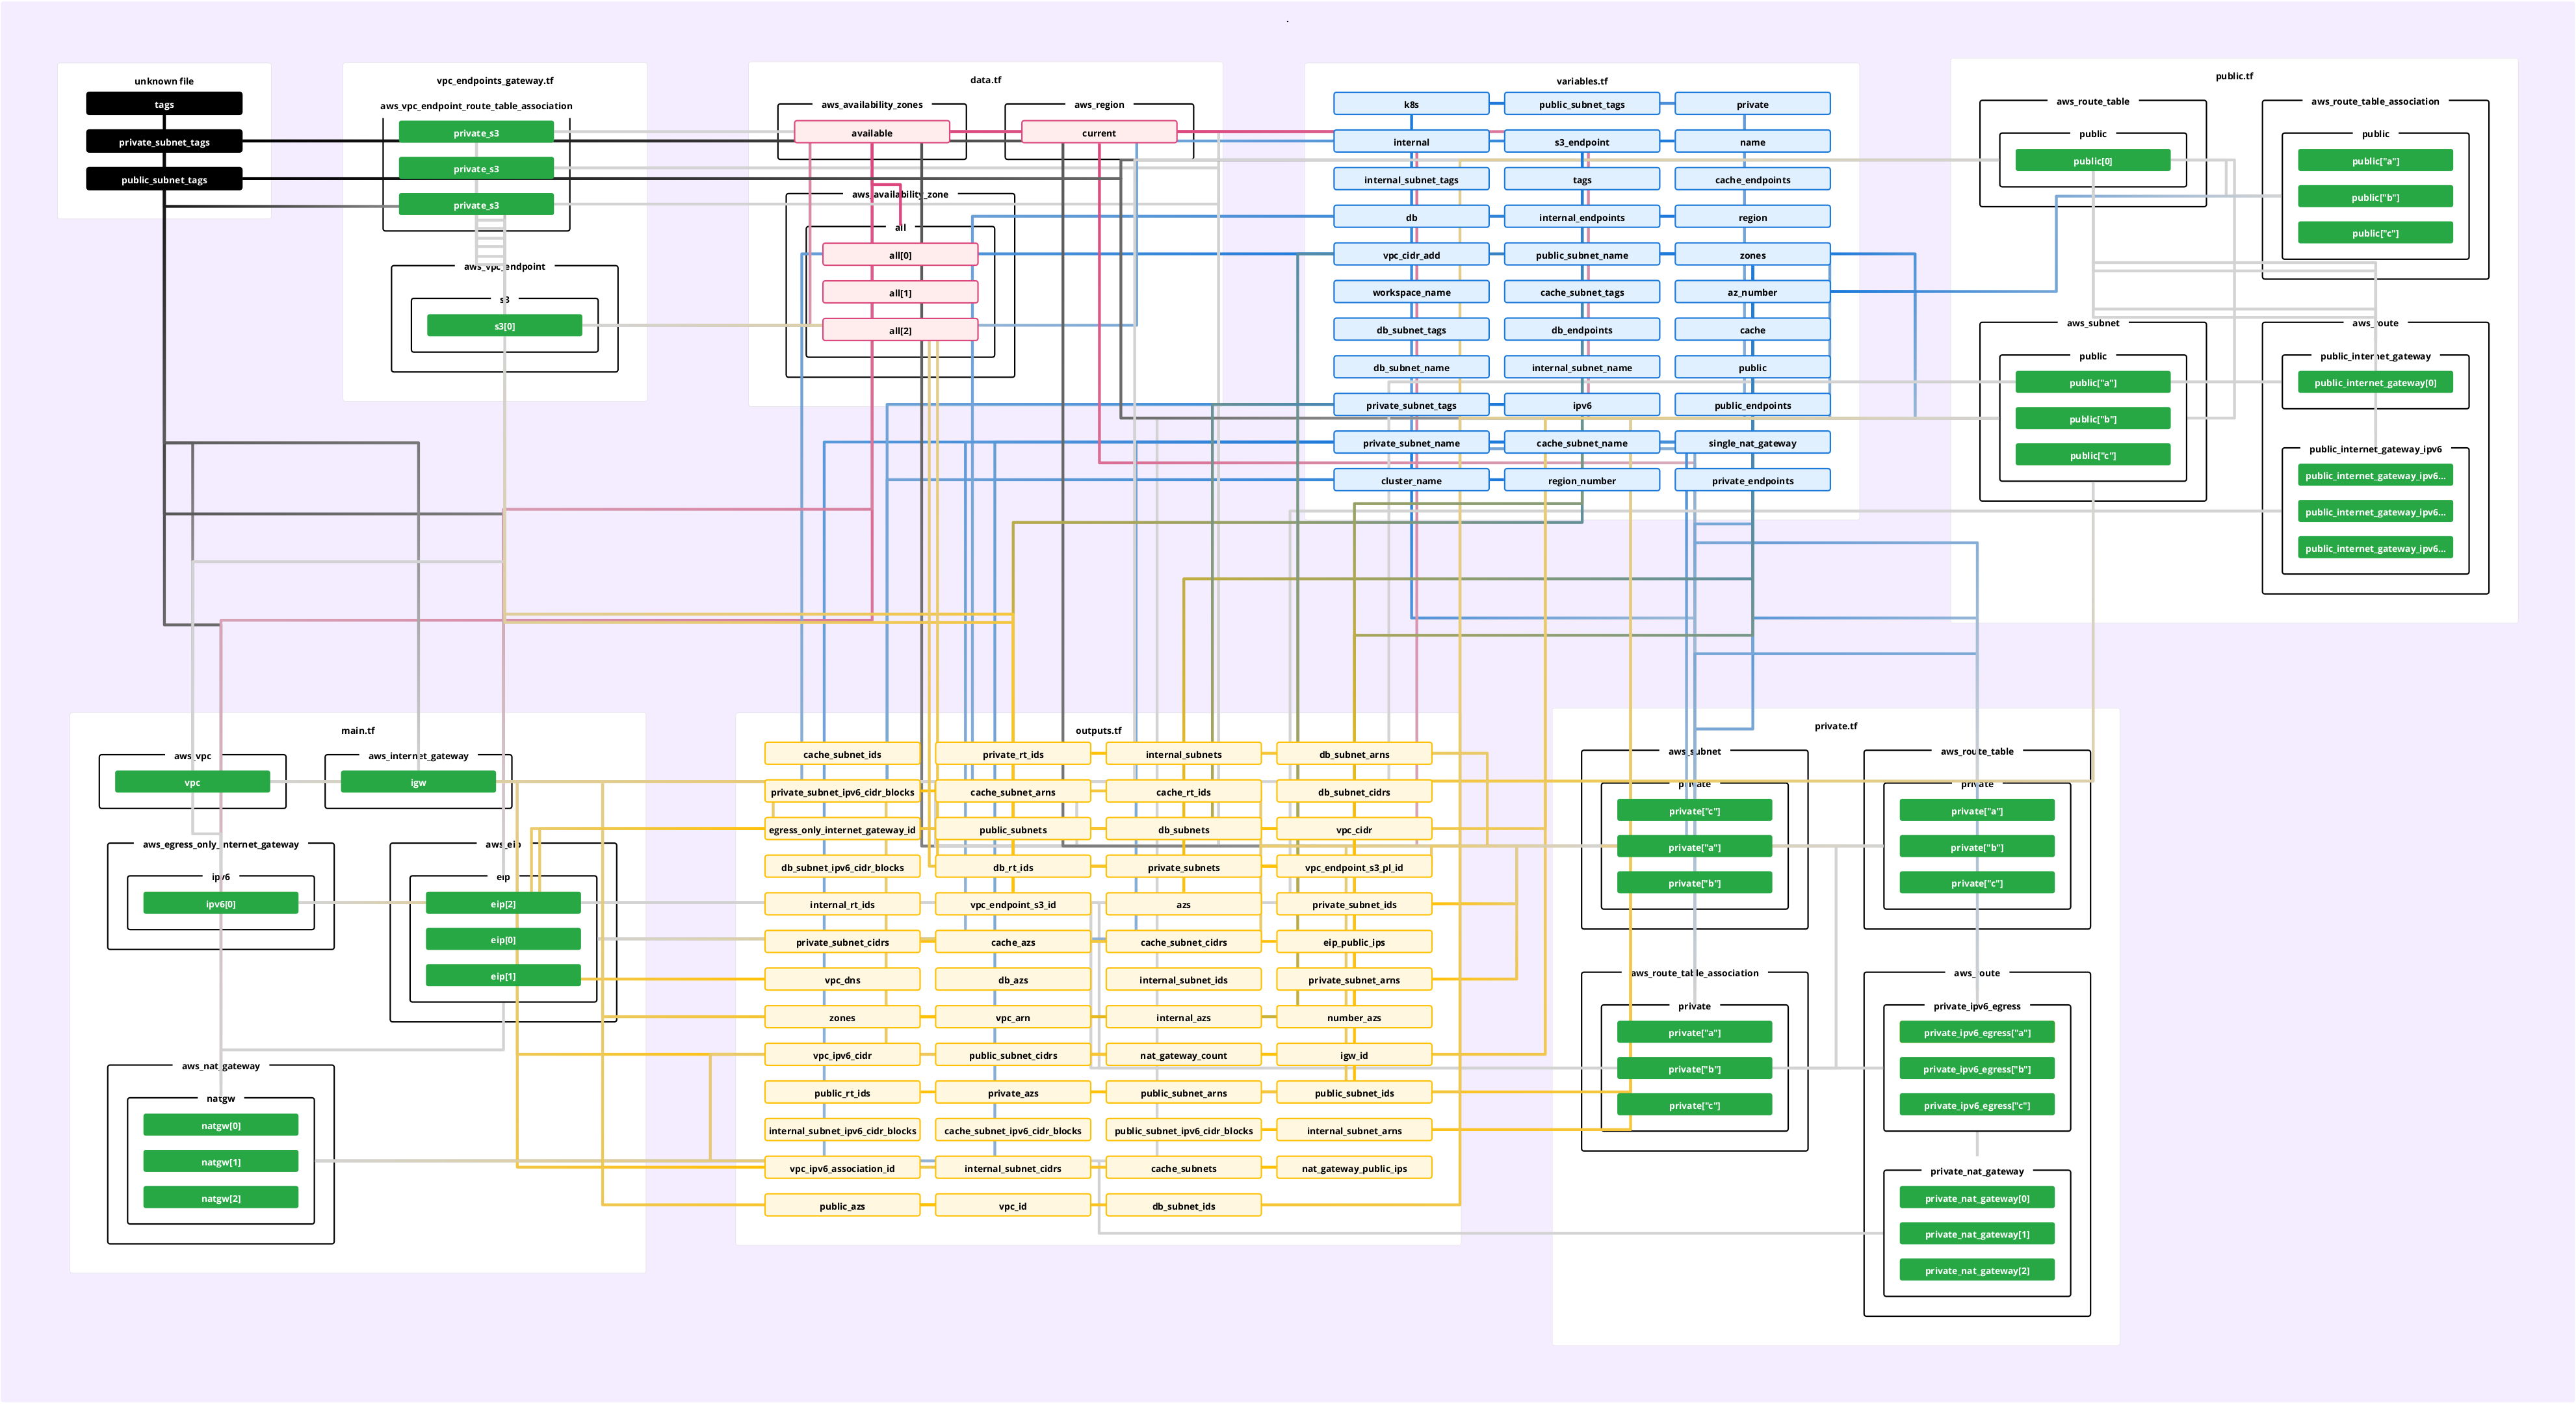 .
unknown file
tags
private_subnet_tags
public_subnet_tags
vpc_endpoints_gateway.tf
aws_vpc_endpoint_route_table_association
private_s3
private_s3
private_s3
aws_vpc_endpoint
s3
s3[0]
data.tf
aws_availability_zones
available
aws_region
current
aws_availability_zone
all
all[0]
all[1]
all[2]
variables.tf
k8s
public_subnet_tags
private
internal
s3_endpoint
name
internal_subnet_tags
tags
cache_endpoints
db
internal_endpoints
region
vpc_cidr_add
public_subnet_name
zones
workspace_name
cache_subnet_tags
az_number
db_subnet_tags
db_endpoints
cache
db_subnet_name
internal_subnet_name
public
private_subnet_tags
ipv6
public_endpoints
private_subnet_name
cache_subnet_name
single_nat_gateway
cluster_name
region_number
private_endpoints
public.tf
aws_route_table
public
public[0]
aws_route_table_association
public
public["a"]
public["b"]
public["c"]
aws_subnet
public
public["a"]
public["b"]
public["c"]
aws_route
public_internet_gateway
public_internet_gateway[0]
public_internet_gateway_ipv6
public_internet_gateway_ipv6...
public_internet_gateway_ipv6...
public_internet_gateway_ipv6...
main.tf
aws_vpc
vpc
aws_internet_gateway
igw
aws_egress_only_internet_gateway
ipv6
ipv6[0]
aws_eip
eip
eip[2]
eip[0]
eip[1]
aws_nat_gateway
natgw
natgw[0]
natgw[1]
natgw[2]
outputs.tf
cache_subnet_ids
private_rt_ids
internal_subnets
db_subnet_arns
private_subnet_ipv6_cidr_blocks
cache_subnet_arns
cache_rt_ids
db_subnet_cidrs
egress_only_internet_gateway_id
public_subnets
db_subnets
vpc_cidr
db_subnet_ipv6_cidr_blocks
db_rt_ids
private_subnets
vpc_endpoint_s3_pl_id
internal_rt_ids
vpc_endpoint_s3_id
azs
private_subnet_ids
private_subnet_cidrs
cache_azs
cache_subnet_cidrs
eip_public_ips
vpc_dns
db_azs
internal_subnet_ids
private_subnet_arns
zones
vpc_arn
internal_azs
number_azs
vpc_ipv6_cidr
public_subnet_cidrs
nat_gateway_count
igw_id
public_rt_ids
private_azs
public_subnet_arns
public_subnet_ids
internal_subnet_ipv6_cidr_blocks
cache_subnet_ipv6_cidr_blocks
public_subnet_ipv6_cidr_blocks
internal_subnet_arns
vpc_ipv6_association_id
internal_subnet_cidrs
cache_subnets
nat_gateway_public_ips
public_azs
vpc_id
db_subnet_ids
private.tf
aws_subnet
private
private["c"]
private["a"]
private["b"]
aws_route_table
private
private["a"]
private["b"]
private["c"]
aws_route_table_association
private
private["a"]
private["b"]
private["c"]
aws_route
private_ipv6_egress
private_ipv6_egress["a"]
private_ipv6_egress["b"]
private_ipv6_egress["c"]
private_nat_gateway
private_nat_gateway[0]
private_nat_gateway[1]
private_nat_gateway[2]